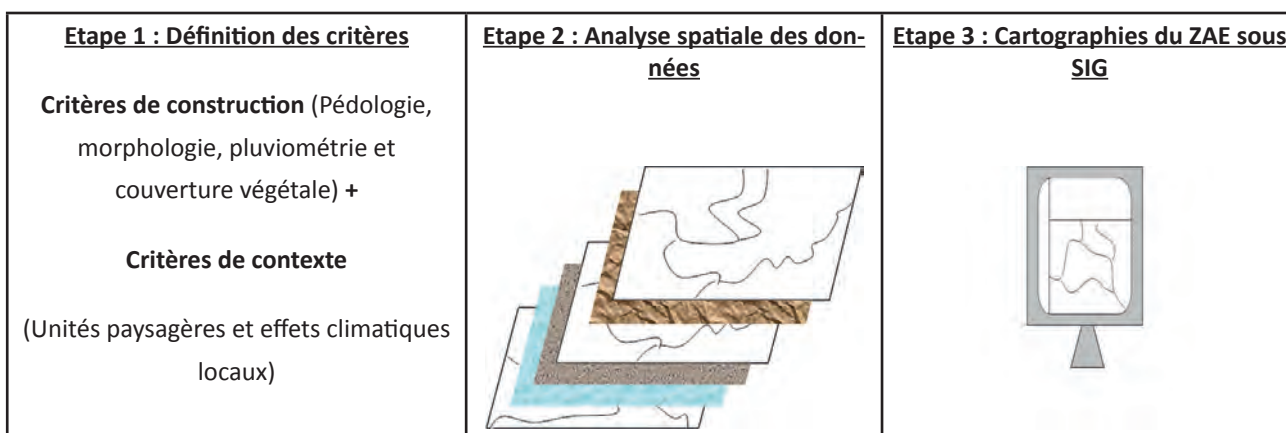 Etape 1 : Définition des critères
Critères de construction (Pédologie,
morphologie, pluviométrie et
couverture végétale) +
Critères de contexte
(Unités paysagères et effets climatiques
locaux)
Etape 2 : Analyse spatiale des don-
nées
Etape 3 : Cartographies du ZAE sous
SIG